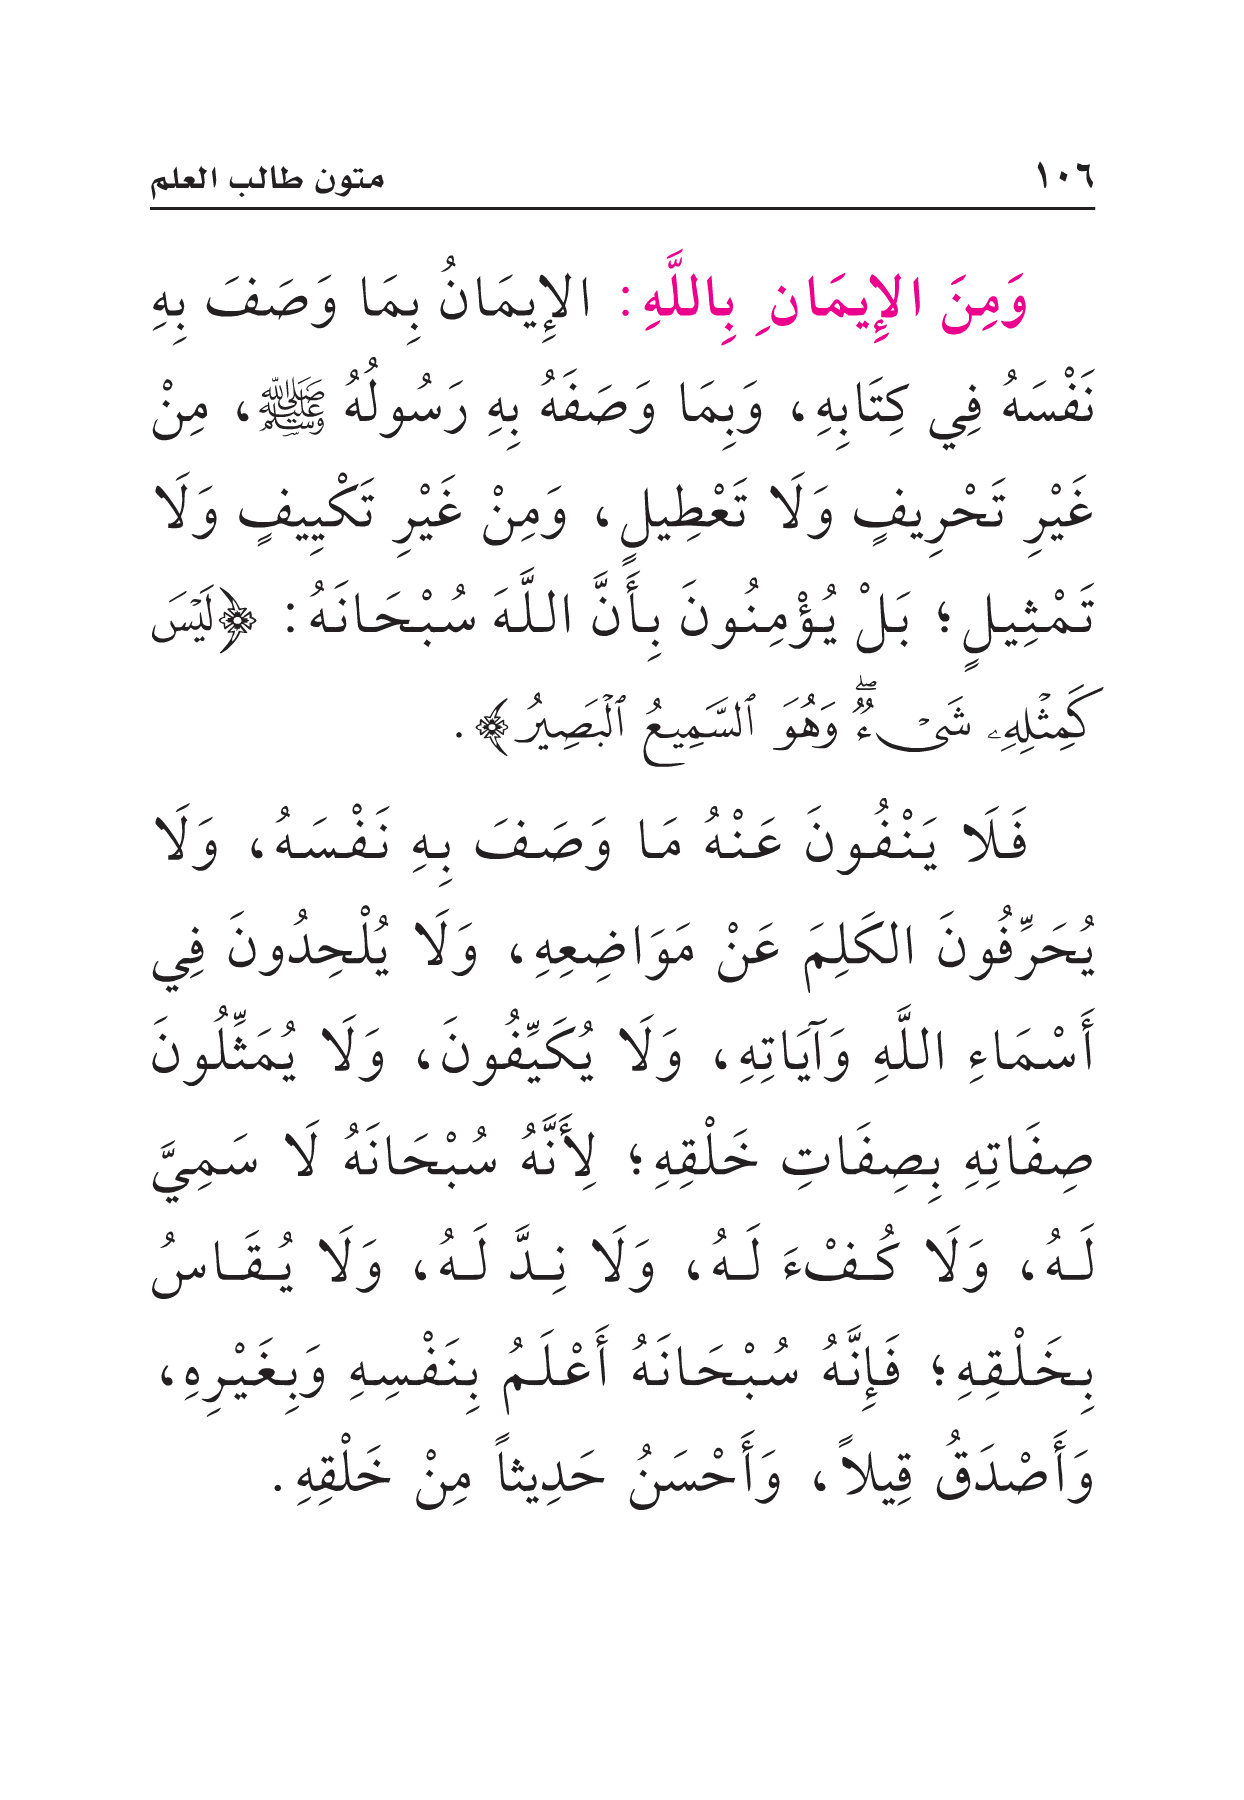 ١٠٦ متون طالب العلم
وَمِنَ الإِيمَانِ بِاللَّهِ: الإِيمَانُ بِمَا وَصَفَ بِهِ
نَفْسَهُ فِي كِتَابِهِ، وَبِمَا وَصَفَهُ بِهِ رَسُولُهُ ﷺ، مِنْ
غَيْرِ تَحْرِيفٍ وَلَا تَعْطِيلٍ، وَمِنْ غَيْرِ تَكْيِيفٍ وَلَا
تَمْثِيلٍ؛ بَلْ يُؤْمِنُونَ بِأَنَّ اللَّهَ سُبْحَانَهُ: ﴿لَيْسَ
كَمِثْلِهِۦ شَىْءٌۖ وَهُوَ ٱلسَّمِيعُ ٱلْبَصِيرُ﴾.
فَلَا يَنْفُونَ عَنْهُ مَا وَصَفَ بِهِ نَفْسَهُ، وَلَا
يُحَرِّفُونَ الكَلِمَ عَنْ مَوَاضِعِهِ، وَلَا يُلْحِدُونَ فِي
أَسْمَاءِ اللَّهِ وَآيَاتِهِ، وَلَا يُكَيِّفُونَ، وَلَا يُمَثِّلُونَ
صِفَاتِهِ بِصِفَاتِ خَلْقِهِ؛ لِأَنَّهُ سُبْحَانَهُ لَا سَمِيَّ
لَهُ، وَلَا كُفْءَ لَهُ، وَلَا نِدَّ لَهُ، وَلَا يُقَاسُ
بِخَلْقِهِ؛ فَإِنَّهُ سُبْحَانَهُ أَعْلَمُ بِنَفْسِهِ وَبِغَيْرِهِ،
وَأَصْدَقُ قِيلاً، وَأَحْسَنُ حَدِيثاً مِنْ خَلْقِهِ.